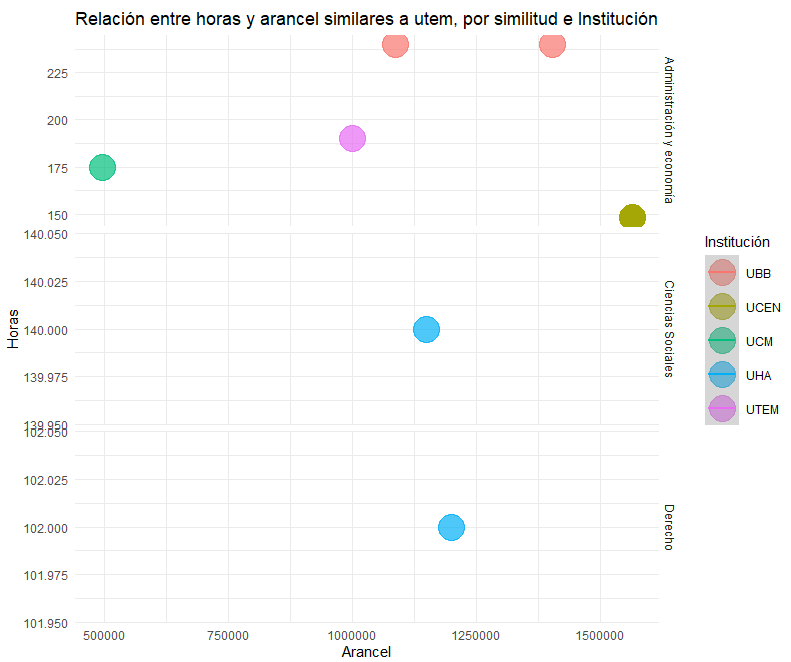 Relación entre horas y arancel similares a utem, por similitud e Institución
225
200
175
150
Administración y economía
140.050
140.025
140.000
139.975
139.950
Ciencias Sociales
102.050
102.025
102.000
101.975
101.950
Derecho
Horas
500000 750000 1000000 1250000 1500000
Arancel
Institución
UBB
UCEN
UCM
UHA
UTEM